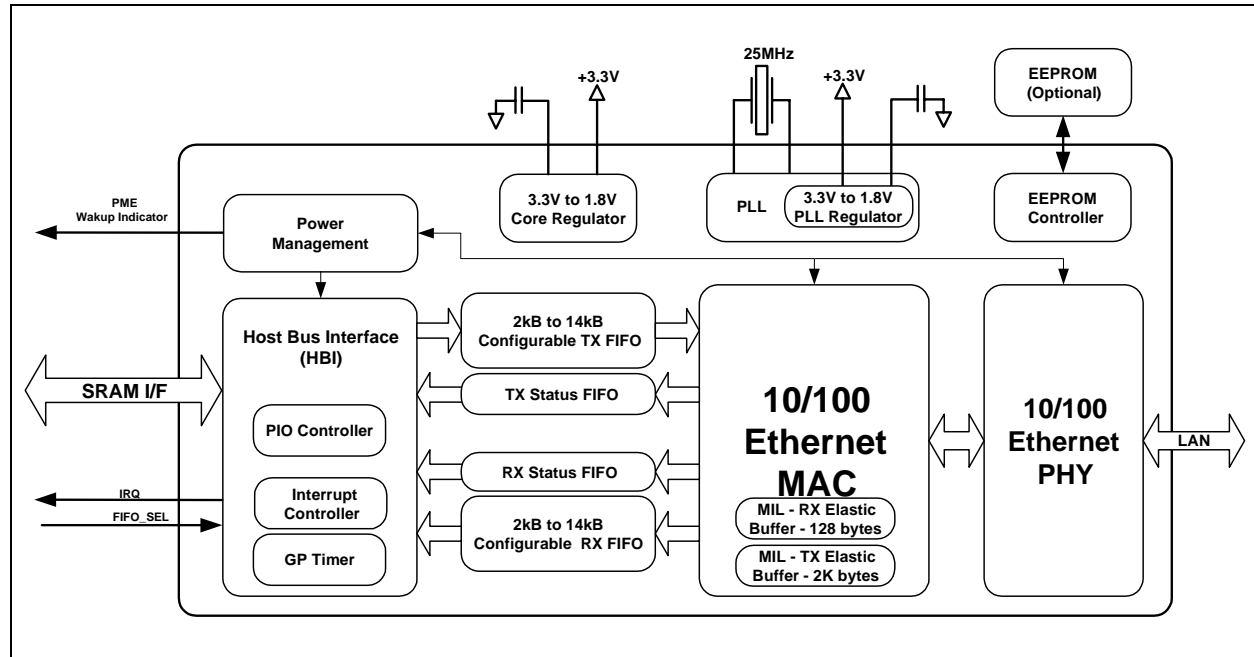 25MHz
+3.3V
+3.3V
EEPROM
(Optional)
3.3V to 1.8V
Core Regulator
PLL
3.3V to 1.8V
PLL Regulator
EEPROM
Controller
PME
Wakup Indicator
Power
Management
Host Bus Interface
(HBI)
2kB to 14kB
Configurable TX FIFO
SRAM I/F
TX Status FIFO
PIO Controller
RX Status FIFO
IRQ
FIFO_SEL
Interrupt
Controller
GP Timer
2kB to 14kB
Configurable RX FIFO
10/100
Ethernet
MAC
MIL - RX Elastic
Buffer - 128 bytes
MIL - TX Elastic
Buffer - 2K bytes
10/100
Ethernet
PHY
LAN